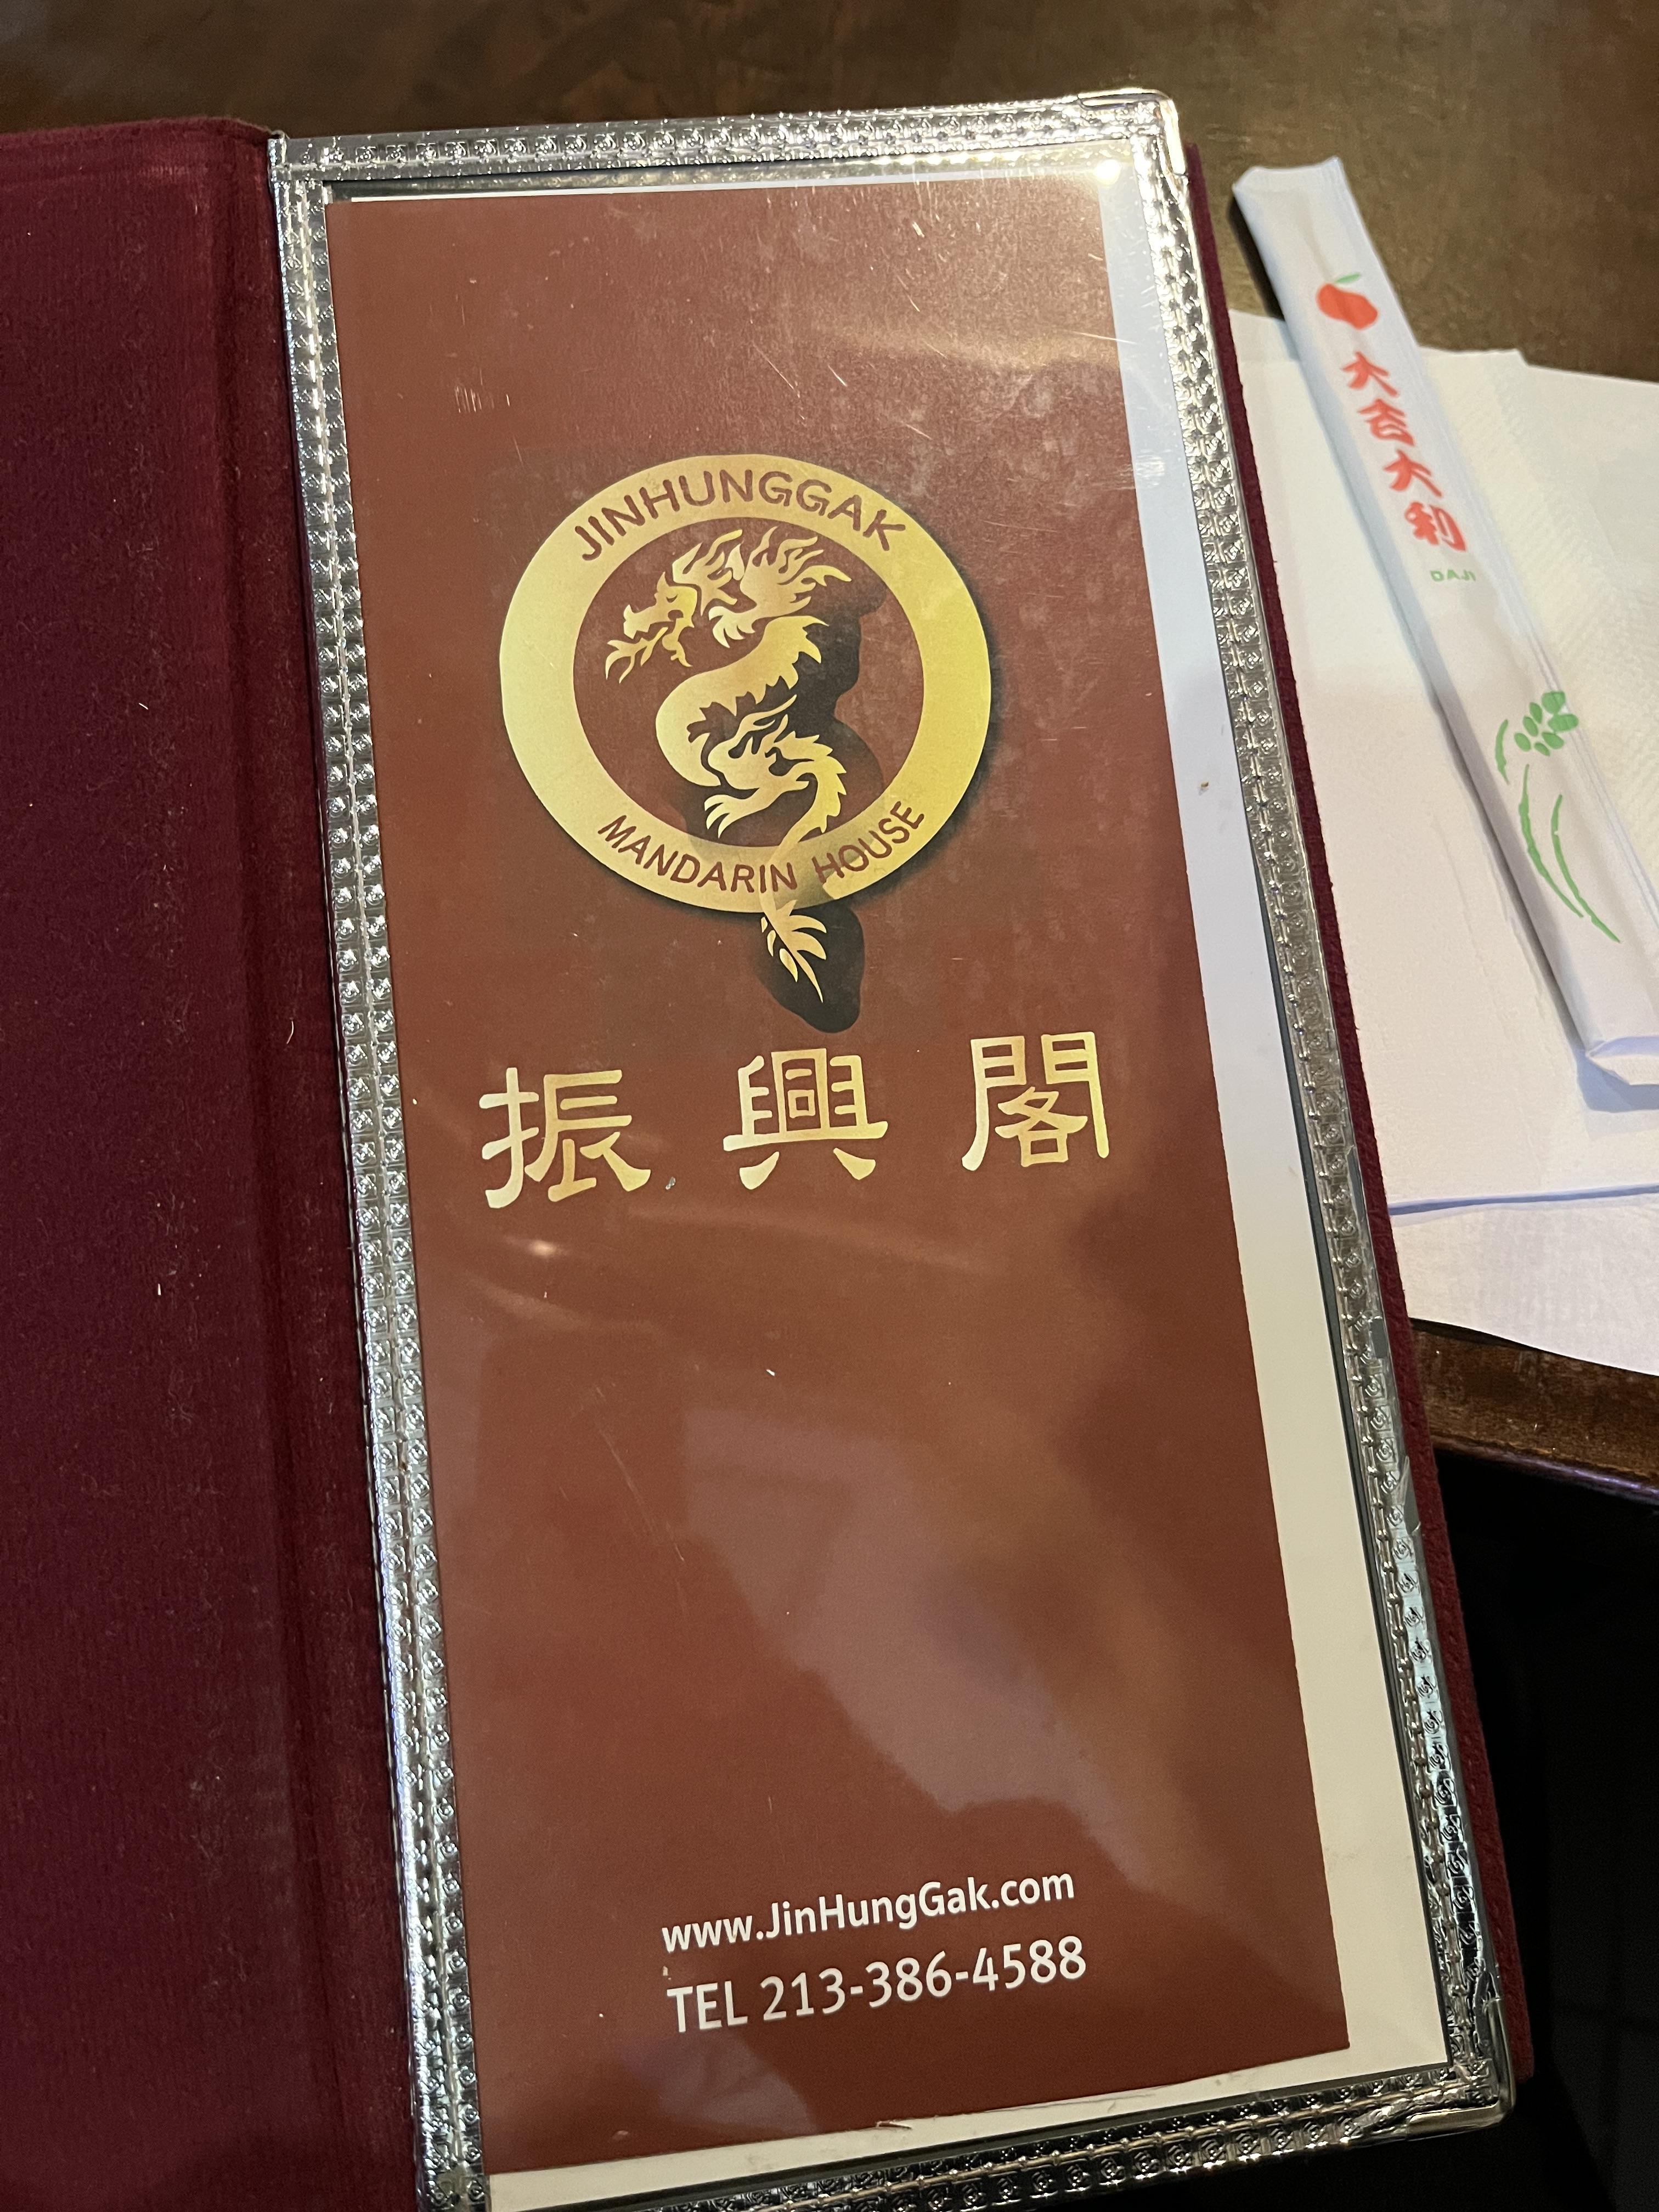 JINHUNGGAK
MANDARIN HOUSE
振興閣
www.JinHungGak.com
TEL 213-386-4588
大吉大利
DAJI